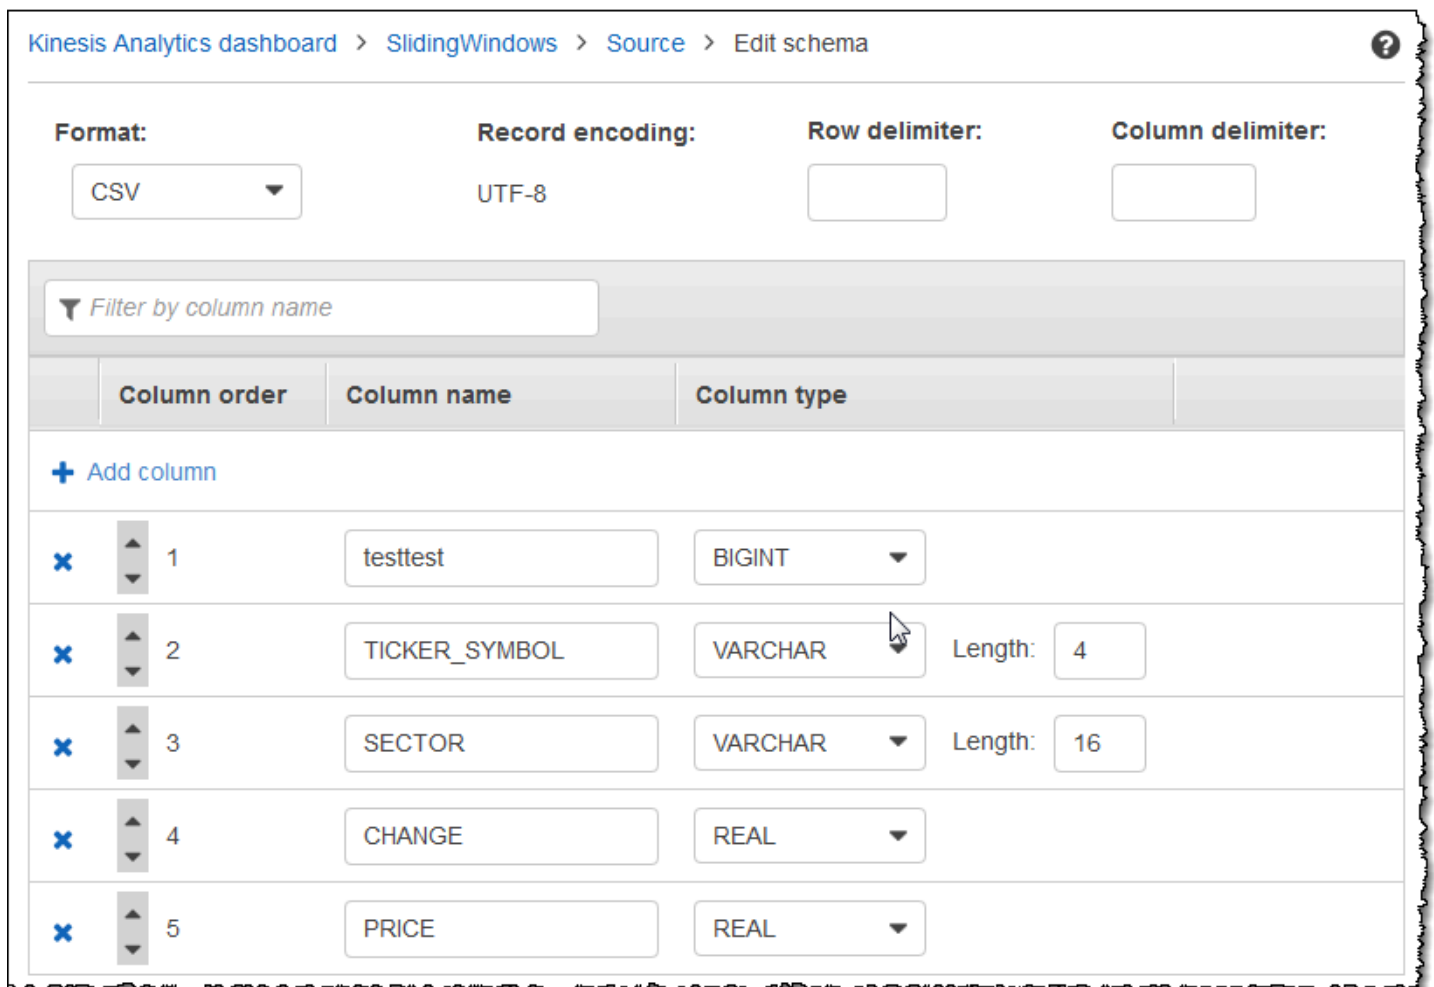 Kinesis Analytics dashboard > SlidingWindows > Source > Edit schema
Format: Record encoding: Row delimiter: Column delimiter:
CSV UTF-8
Filter by column name
Column order Column name Column type
Add column
1 testtest BIGINT
2 TICKER_SYMBOL VARCHAR Length: 4
3 SECTOR VARCHAR Length: 16
4 CHANGE REAL
5 PRICE REAL